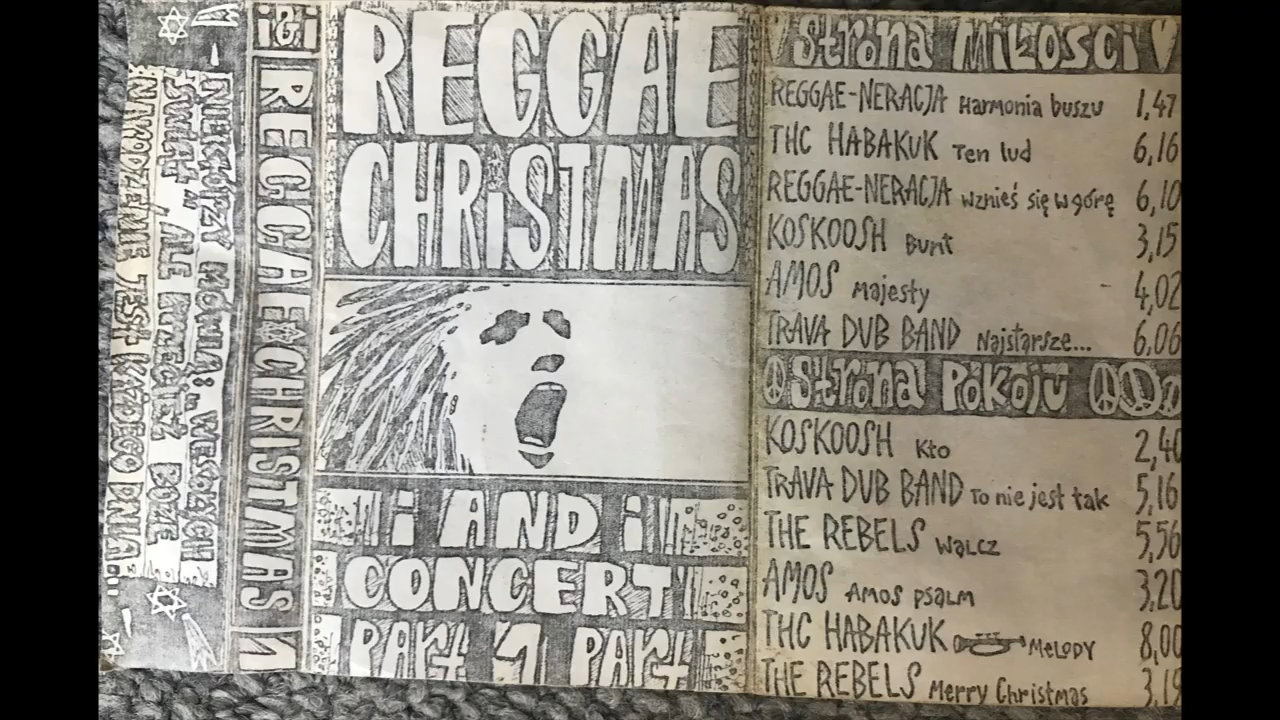 – NIEKTÓRZY MÓWIĄ: "WESOŁYCH
ŚWIĄT" ALE PRZECIEŻ BOŻE
NARODZENIE JEST KAŻDEGO DNIA...
i&i
REGGAE CHRISTMAS
1
REGGAE
CHRiSTMAS
i AND i
CONCERT
PARt 1 PARt
Strona MiŁości
REGGAE-NERACJA Harmonia buszu 1,47
THC HABAKUK Ten lud 6,16
REGGAE-NERACJA Wznieś się w górę 6,10
KOSKOOSH Bunt 3,15
AMOS Majesty 4,02
TRAVA DUB BAND Najstarsze... 6,06
Strona Pokoju
KOSKOOSH Kto 2,40
TRAVA DUB BAND To nie jest tak 5,16
THE REBELS WaLcz 5,56
AMOS Amos psalm 3,20
THC HABAKUK MeLoDy 8,00
THE REBELS Merry Christmas 3,19